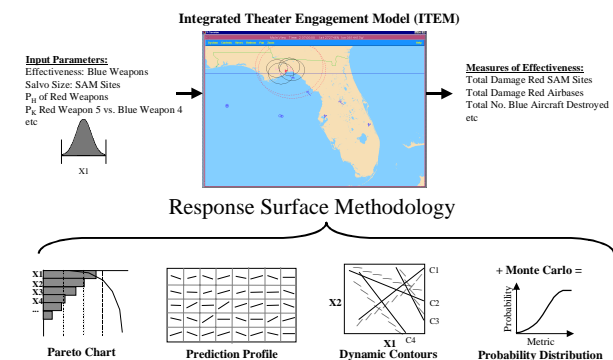 Integrated Theater Engagement Model (ITEM)
Input Parameters:
Effectiveness: Blue Weapons
Salvo Size: SAM Sites
PH of Red Weapons
PK Red Weapon 5 vs. Blue Weapon 4
etc
X1
Measures of Effectiveness:
Total Damage Red SAM Sites
Total Damage Red Airbases
Total No. Blue Aircraft Destroyed
etc
Response Surface Methodology
X1
X2
X3
X4
...
Pareto Chart
Prediction Profile
X2
C1
C2
C3
C4
X1
Dynamic Contours
+ Monte Carlo =
Probability
Metric
Probability Distribution